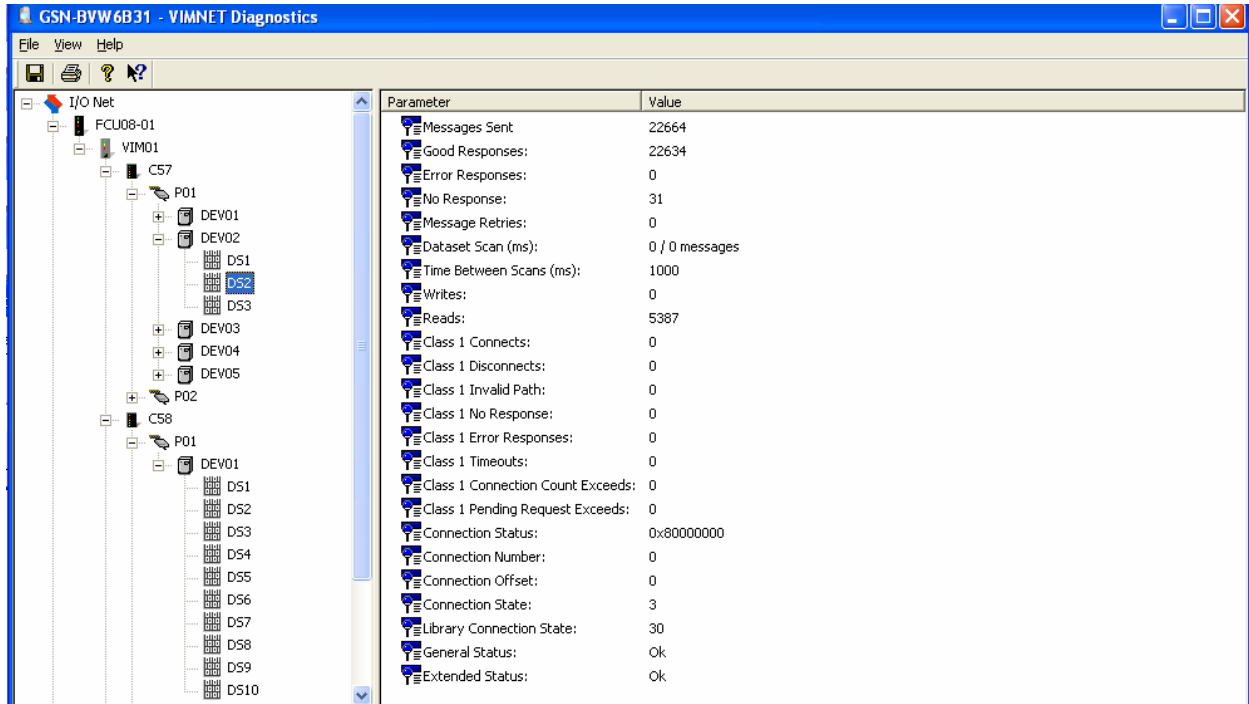 GSN-BVW6B31 - VIMNET Diagnostics
File View Help
I/O Net
FCU08-01
VIM01
C57
P01
DEV01
DEV02
DS1
DS2
DS3
DEV03
DEV04
DEV05
P02
C58
P01
DEV01
DS1
DS2
DS3
DS4
DS5
DS6
DS7
DS8
DS9
DS10
Parameter Value
Messages Sent 22664
Good Responses: 22634
Error Responses: 0
No Response: 31
Message Retries: 0
Dataset Scan (ms): 0 / 0 messages
Time Between Scans (ms): 1000
Writes: 0
Reads: 5387
Class 1 Connects: 0
Class 1 Disconnects: 0
Class 1 Invalid Path: 0
Class 1 No Response: 0
Class 1 Error Responses: 0
Class 1 Timeouts: 0
Class 1 Connection Count Exceeds: 0
Class 1 Pending Request Exceeds: 0
Connection Status: 0x80000000
Connection Number: 0
Connection Offset: 0
Connection State: 3
Library Connection State: 30
General Status: Ok
Extended Status: Ok